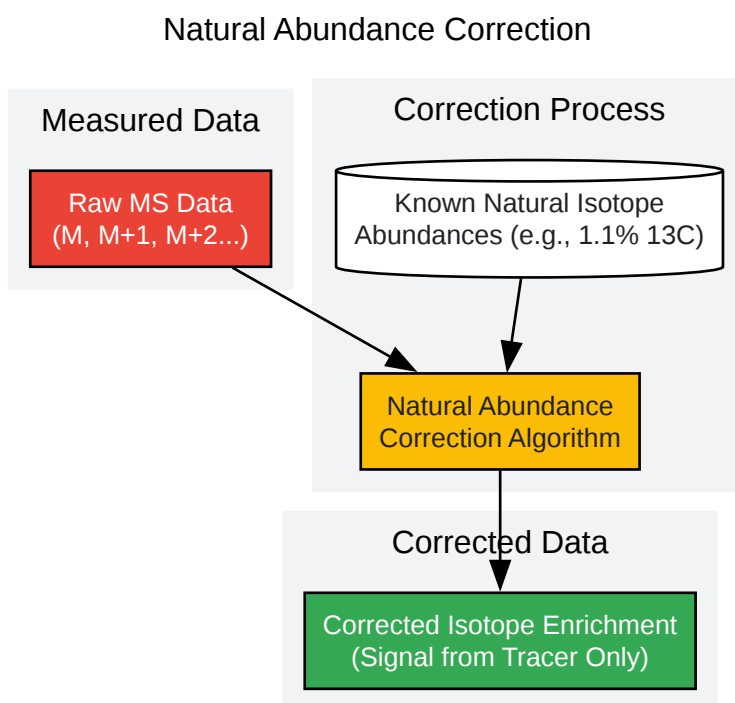 Natural Abundance Correction
Measured Data
Raw MS Data
(M, M+1, M+2...)
Correction Process
Known Natural Isotope
Abundances (e.g., 1.1% 13C)
Natural Abundance
Correction Algorithm
Corrected Data
Corrected Isotope Enrichment
(Signal from Tracer Only)